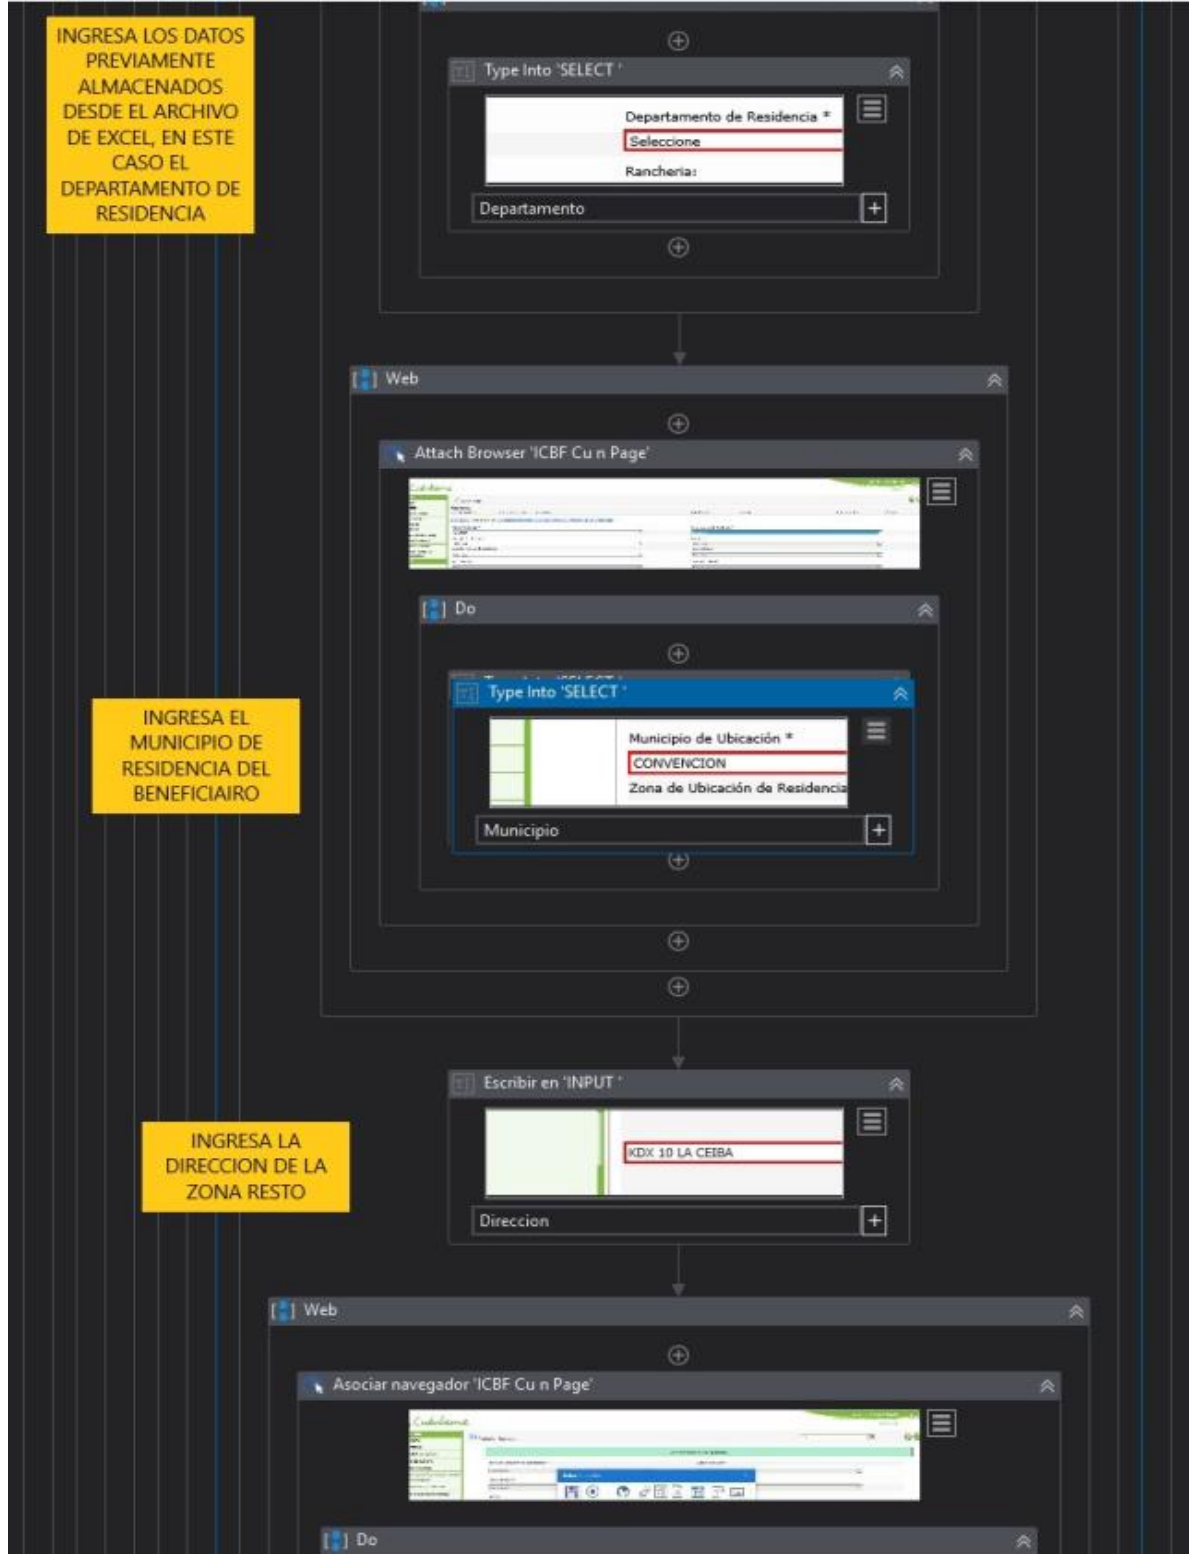 INGRESA LOS DATOS
PREVIAMENTE
ALMACENADOS
DESDE EL ARCHIVO
DE EXCEL, EN ESTE
CASO EL
DEPARTAMENTO DE
RESIDENCIA
Type Into 'SELECT '
Departamento de Residencia *
Seleccione
Rancheria:
Departamento
Web
Attach Browser 'ICBF Cu n Page'
Do
INGRESA EL
MUNICIPIO DE
RESIDENCIA DEL
BENEFICIAIRO
Type Into 'SELECT '
Municipio de Ubicación *
CONVENCION
Zona de Ubicación de Residencia
Municipio
INGRESA LA
DIRECCION DE LA
ZONA RESTO
Escribir en 'INPUT '
KDX 10 LA CEIBA
Direccion
Web
Asociar navegador 'ICBF Cu n Page'
Do